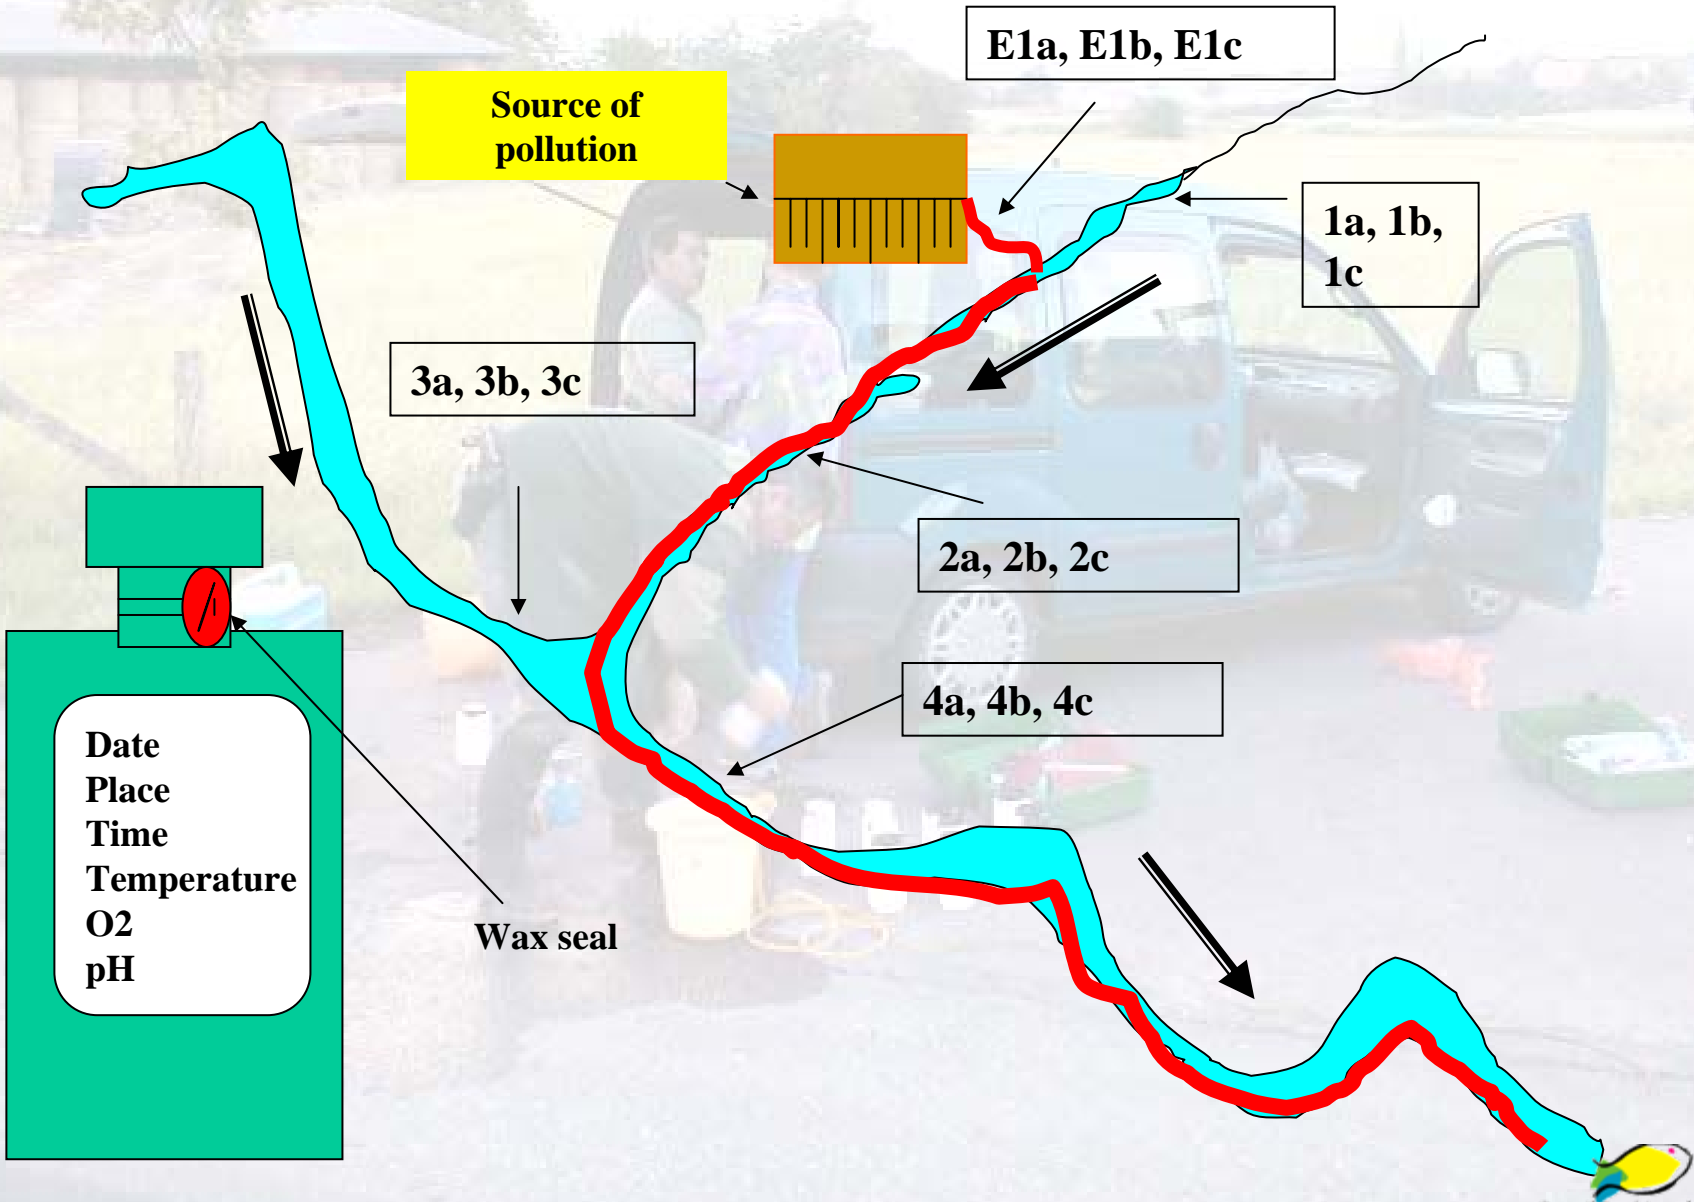 E1a, E1b, E1c
Source of
pollution
1a, 1b,
1c
3a, 3b, 3c
2a, 2b, 2c
4a, 4b, 4c
Date
Place
Time
Temperature
O2
pH
Wax seal